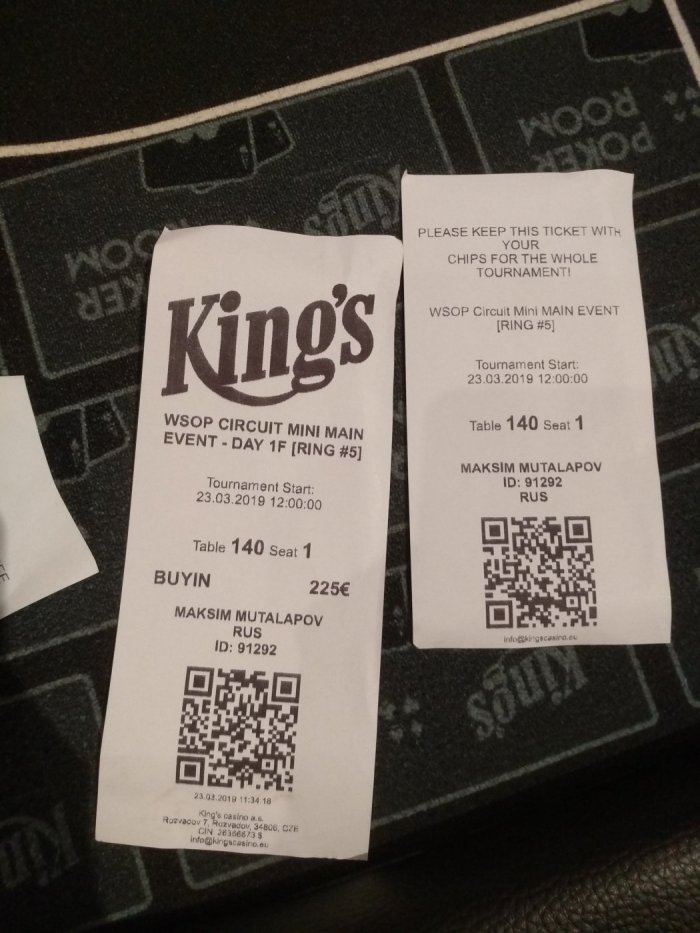 King's
WSOP CIRCUIT MINI MAIN
EVENT - DAY 1F [RING #5]
Tournament Start:
23.03.2019 12:00:00
Table 140 Seat 1
BUYIN 225€
MAKSIM MUTALAPOV
RUS
ID: 91292
23.03.2019 11:34:18
King's casino a.s.
Rozvadov 7, Rozvadov, 34806, CZE
info@kingscasino.eu
PLEASE KEEP THIS TICKET WITH
YOUR
CHIPS FOR THE WHOLE
TOURNAMENT!
WSOP Circuit Mini MAIN EVENT
[RING #5]
Tournament Start:
23.03.2019 12:00:00
Table 140 Seat 1
MAKSIM MUTALAPOV
ID: 91292
RUS
info@kingscasino.eu
POKER
ROOM
King's
POKER
ROOM
King's